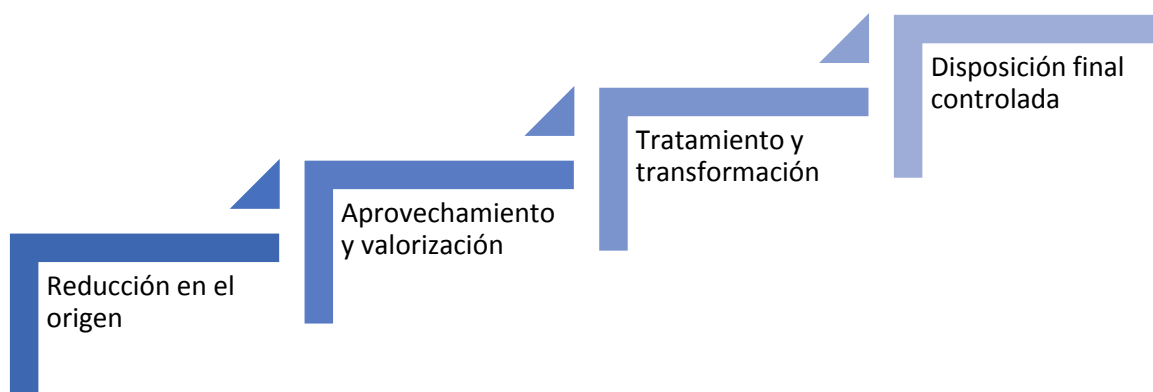 Reducción en el
origen
Aprovechamiento
y valorización
Tratamiento y
transformación
Disposición final
controlada